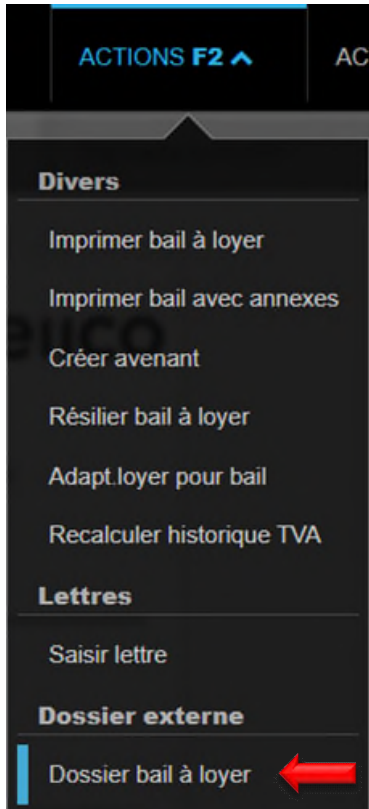 ACTIONS F2
AC
Divers
Imprimer bail à loyer
Imprimer bail avec annexes
Créer avenant
Résilier bail à loyer
Adapt.loyer pour bail
Recalculer historique TVA
Lettres
Saisir lettre
Dossier externe
Dossier bail à loyer